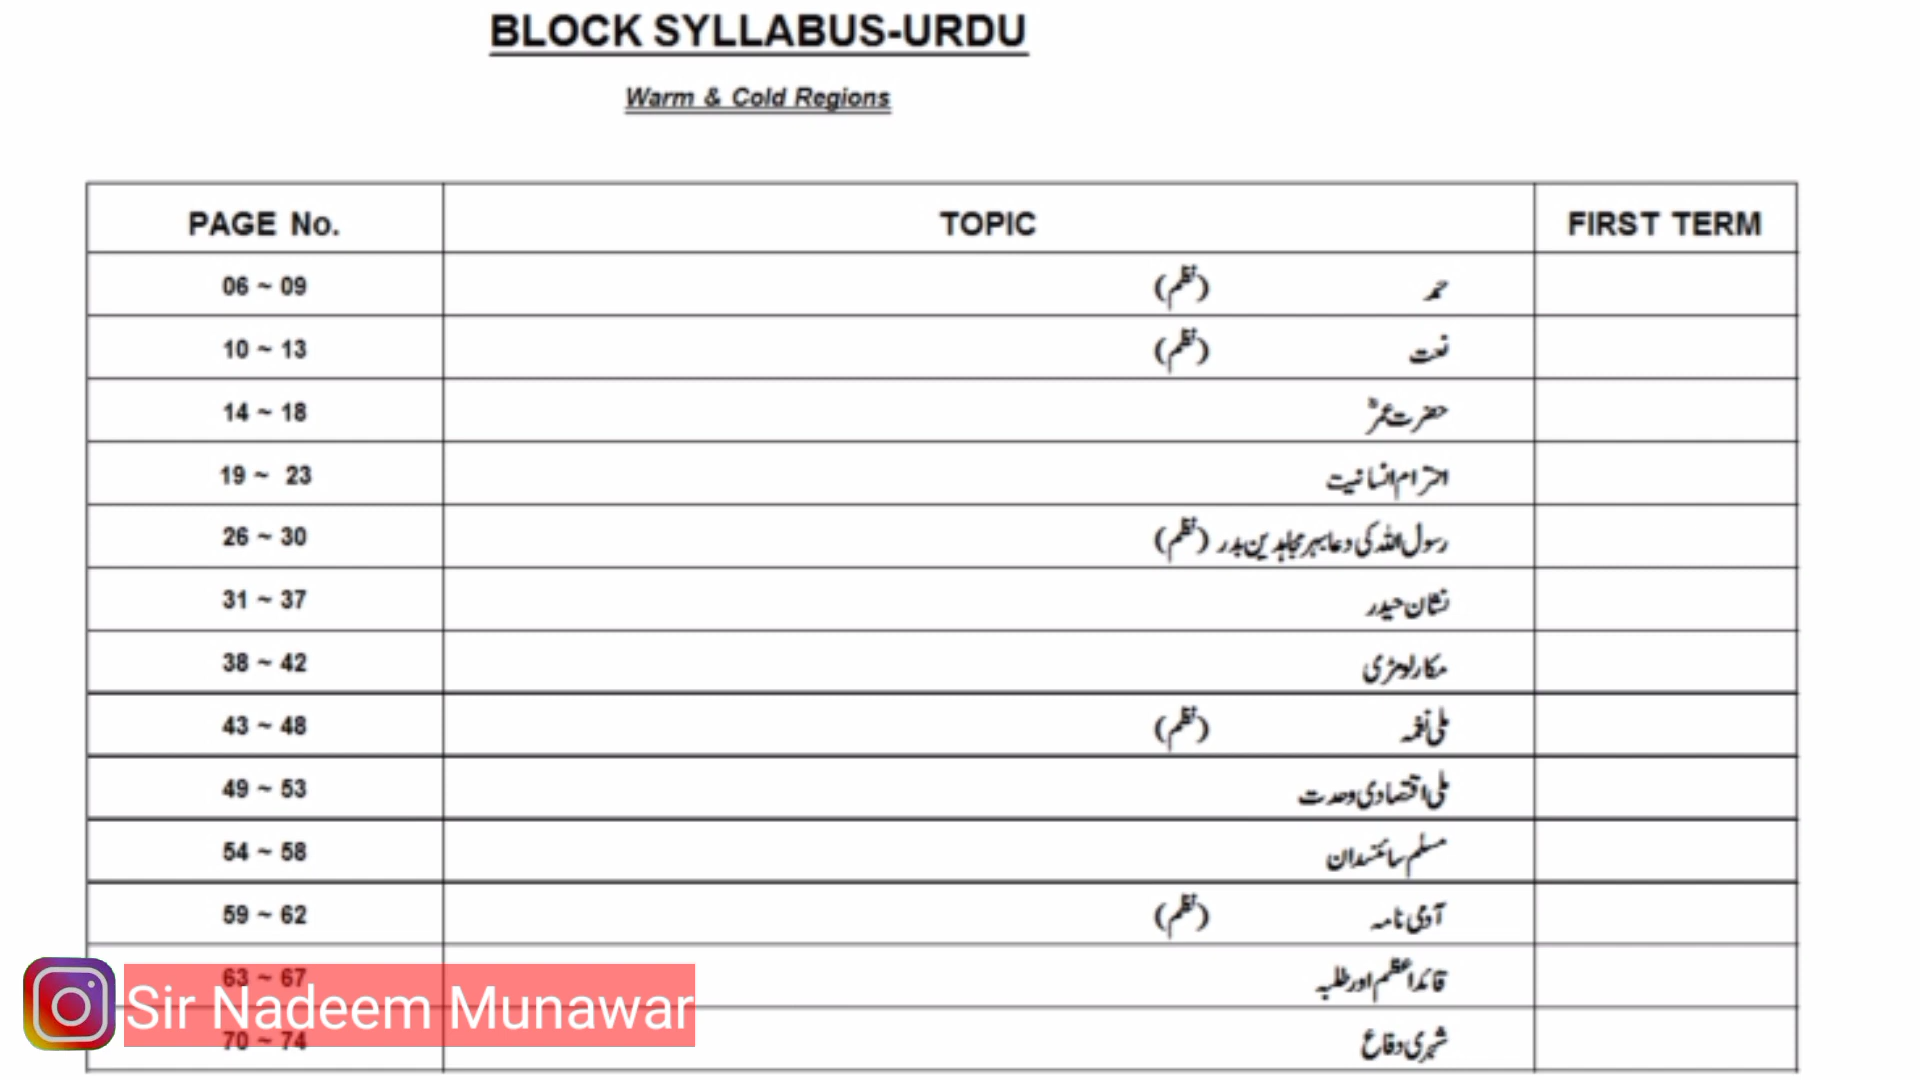 BLOCK SYLLABUS-URDU
Warm & Cold Regions
PAGE No. TOPIC FIRST TERM
06 ~ 09 حمد (نظم)
10 ~ 13 نعت (نظم)
14 ~ 18 حضرت عمرؓ
19 ~ 23 احترام انسانیت
26 ~ 30 رسول اللہ کی دعا بہر مجاہدین بدر (نظم)
31 ~ 37 نشان حیدر
38 ~ 42 مکار لومڑی
43 ~ 48 ملی نغمہ (نظم)
49 ~ 53 ملی اقتصادی وحدت
54 ~ 58 مسلم سائنسدان
59 ~ 62 آدمی نامہ (نظم)
63 ~ 67 قائداعظم اور طلبہ
Sir Nadeem Munawar
70 ~ 74 شہری دفاع